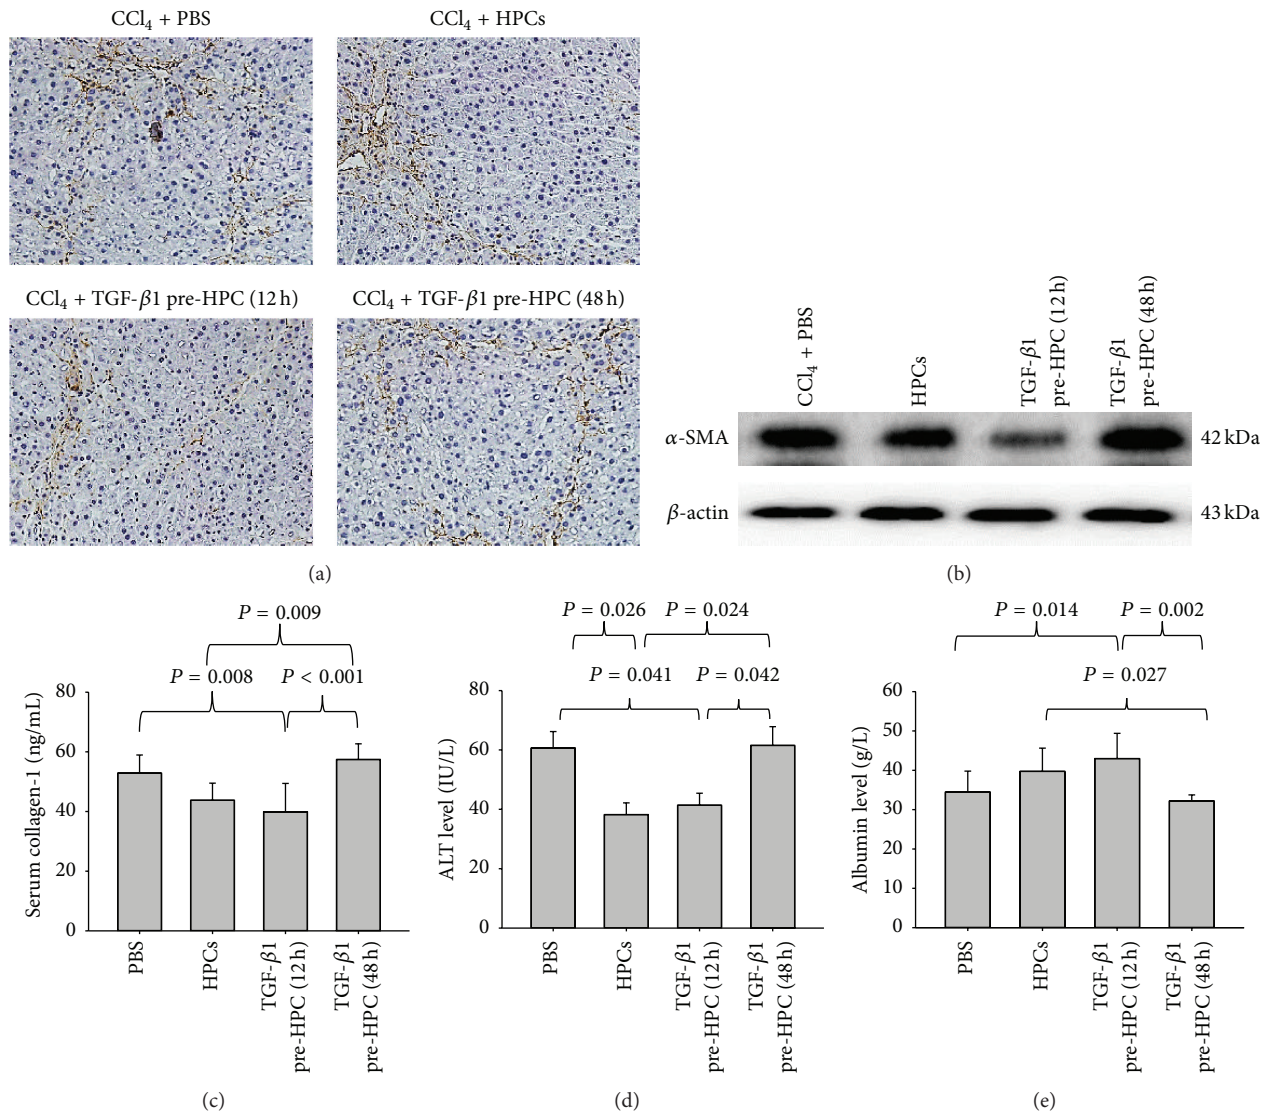 CCl4 + PBS
CCl4 + HPCs
CCl4 + TGF-β1 pre-HPC (12 h)
CCl4 + TGF-β1 pre-HPC (48 h)
(a)
CCl4 + PBS
HPCs
TGF-β1
pre-HPC (12 h)
TGF-β1
pre-HPC (48 h)
α-SMA
42 kDa
β-actin
43 kDa
(b)
P = 0.009
P = 0.008
P < 0.001
Serum collagen-1 (ng/mL)
80
60
40
20
0
PBS
HPCs
TGF-β1
pre-HPC (12 h)
TGF-β1
pre-HPC (48 h)
(c)
P = 0.026
P = 0.024
P = 0.041
P = 0.042
ALT level (IU/L)
80
60
40
20
0
PBS
HPCs
TGF-β1
pre-HPC (12 h)
TGF-β1
pre-HPC (48 h)
(d)
P = 0.014
P = 0.002
P = 0.027
Albumin level (g/L)
60
50
40
30
20
10
0
PBS
HPCs
TGF-β1
pre-HPC (12 h)
TGF-β1
pre-HPC (48 h)
(e)